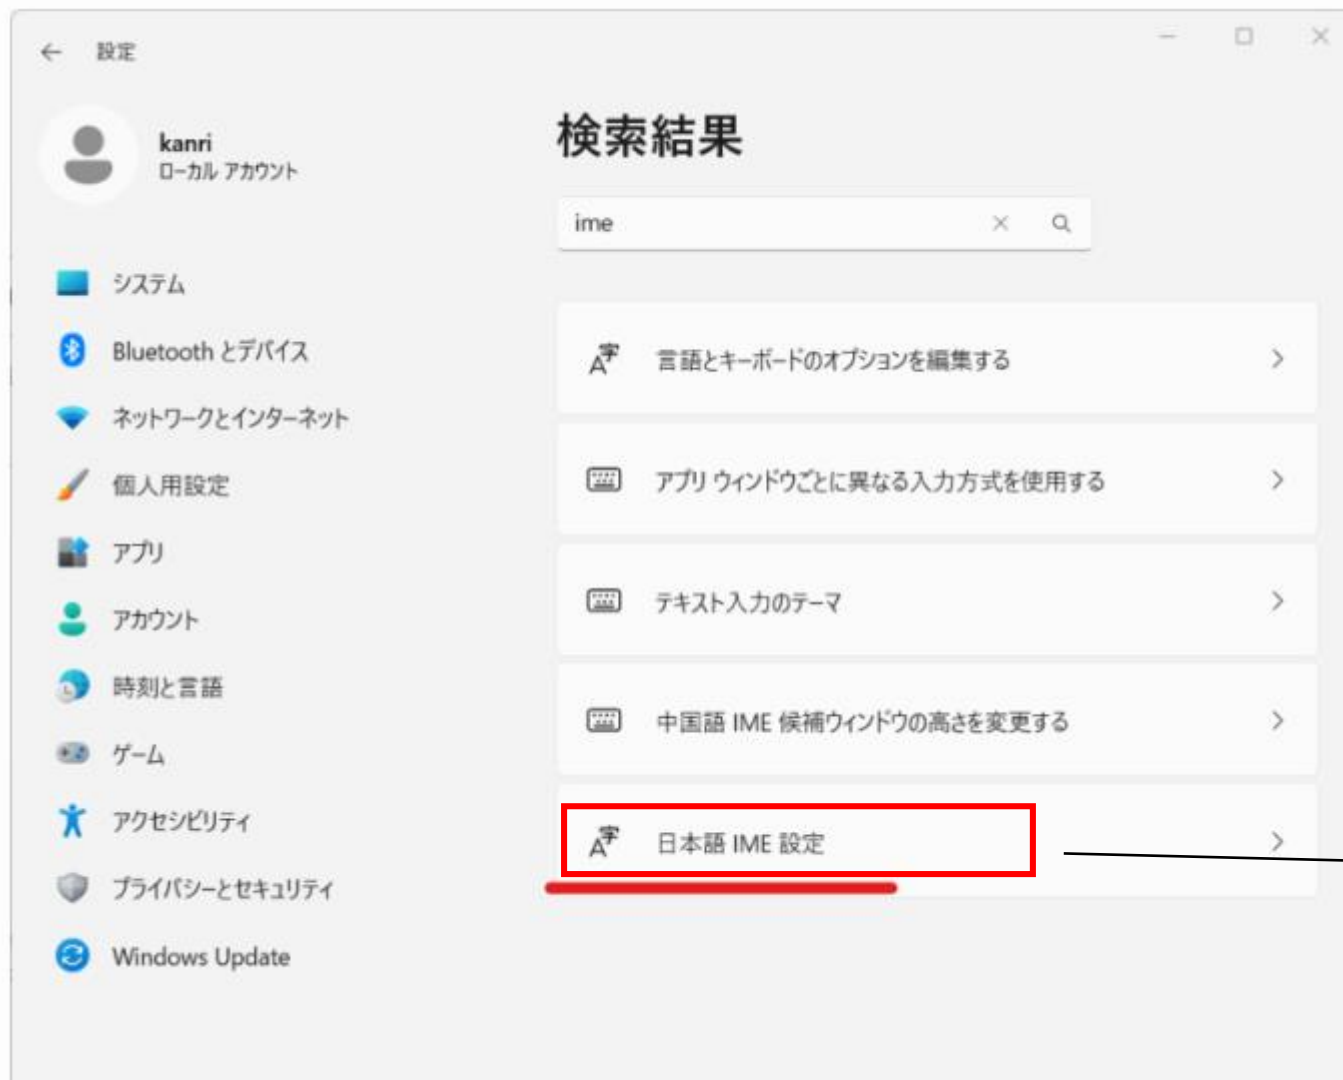 設定
kanri
ローカル アカウント
システム
Bluetooth とデバイス
ネットワークとインターネット
個人用設定
アプリ
アカウント
時刻と言語
ゲーム
アクセシビリティ
プライバシーとセキュリティ
Windows Update
検索結果
ime
言語とキーボードのオプションを編集する
アプリ ウィンドウごとに異なる入力方式を使用する
テキスト入力のテーマ
中国語 IME 候補ウィンドウの高さを変更する
日本語 IME 設定